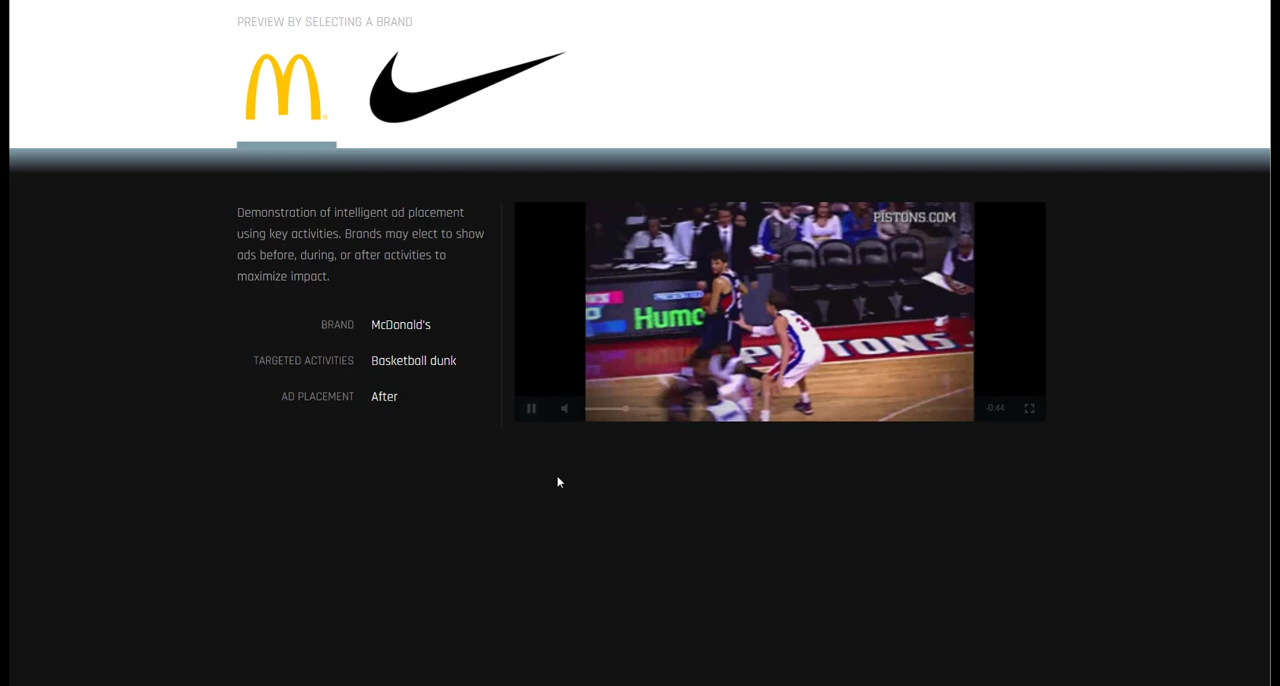 PREVIEW BY SELECTING A BRAND
Demonstration of intelligent ad placement
using key activities. Brands may elect to show
ads before, during, or after activities to
maximize impact.
BRAND McDonald's
TARGETED ACTIVITIES Basketball dunk
AD PLACEMENT After
PISTONS.COM
Humo
PISTONS
-0:44